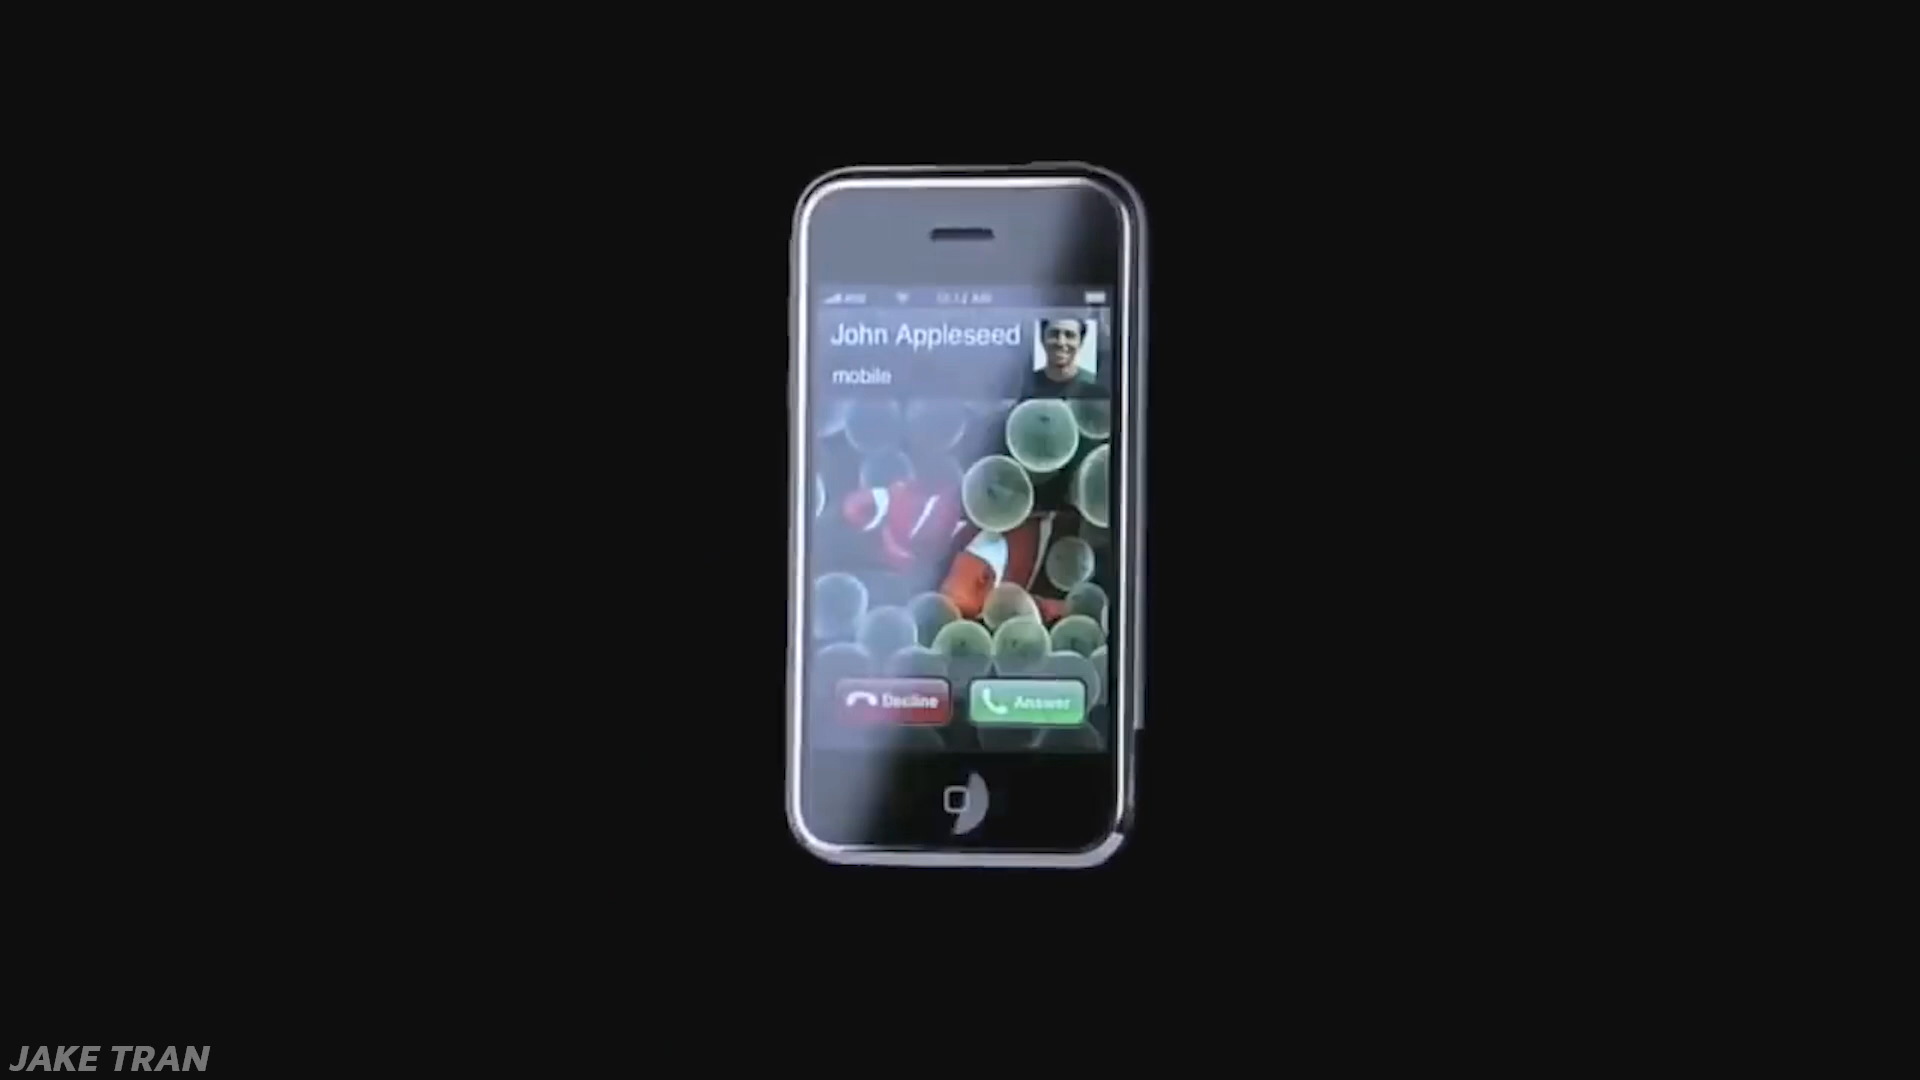 John Appleseed
mobile
Decline
Answer
JAKE TRAN